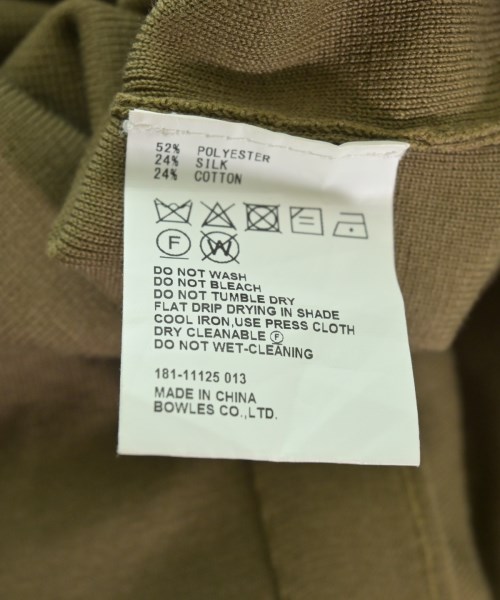 52% POLYESTER
24% SILK
24% COTTON
F W
DO NOT WASH
DO NOT BLEACH
DO NOT TUMBLE DRY
FLAT DRIP DRYING IN SHADE
COOL IRON,USE PRESS CLOTH
DRY CLEANABLE Ⓕ
DO NOT WET-CLEANING
181-11125 013
MADE IN CHINA
BOWLES CO.,LTD.